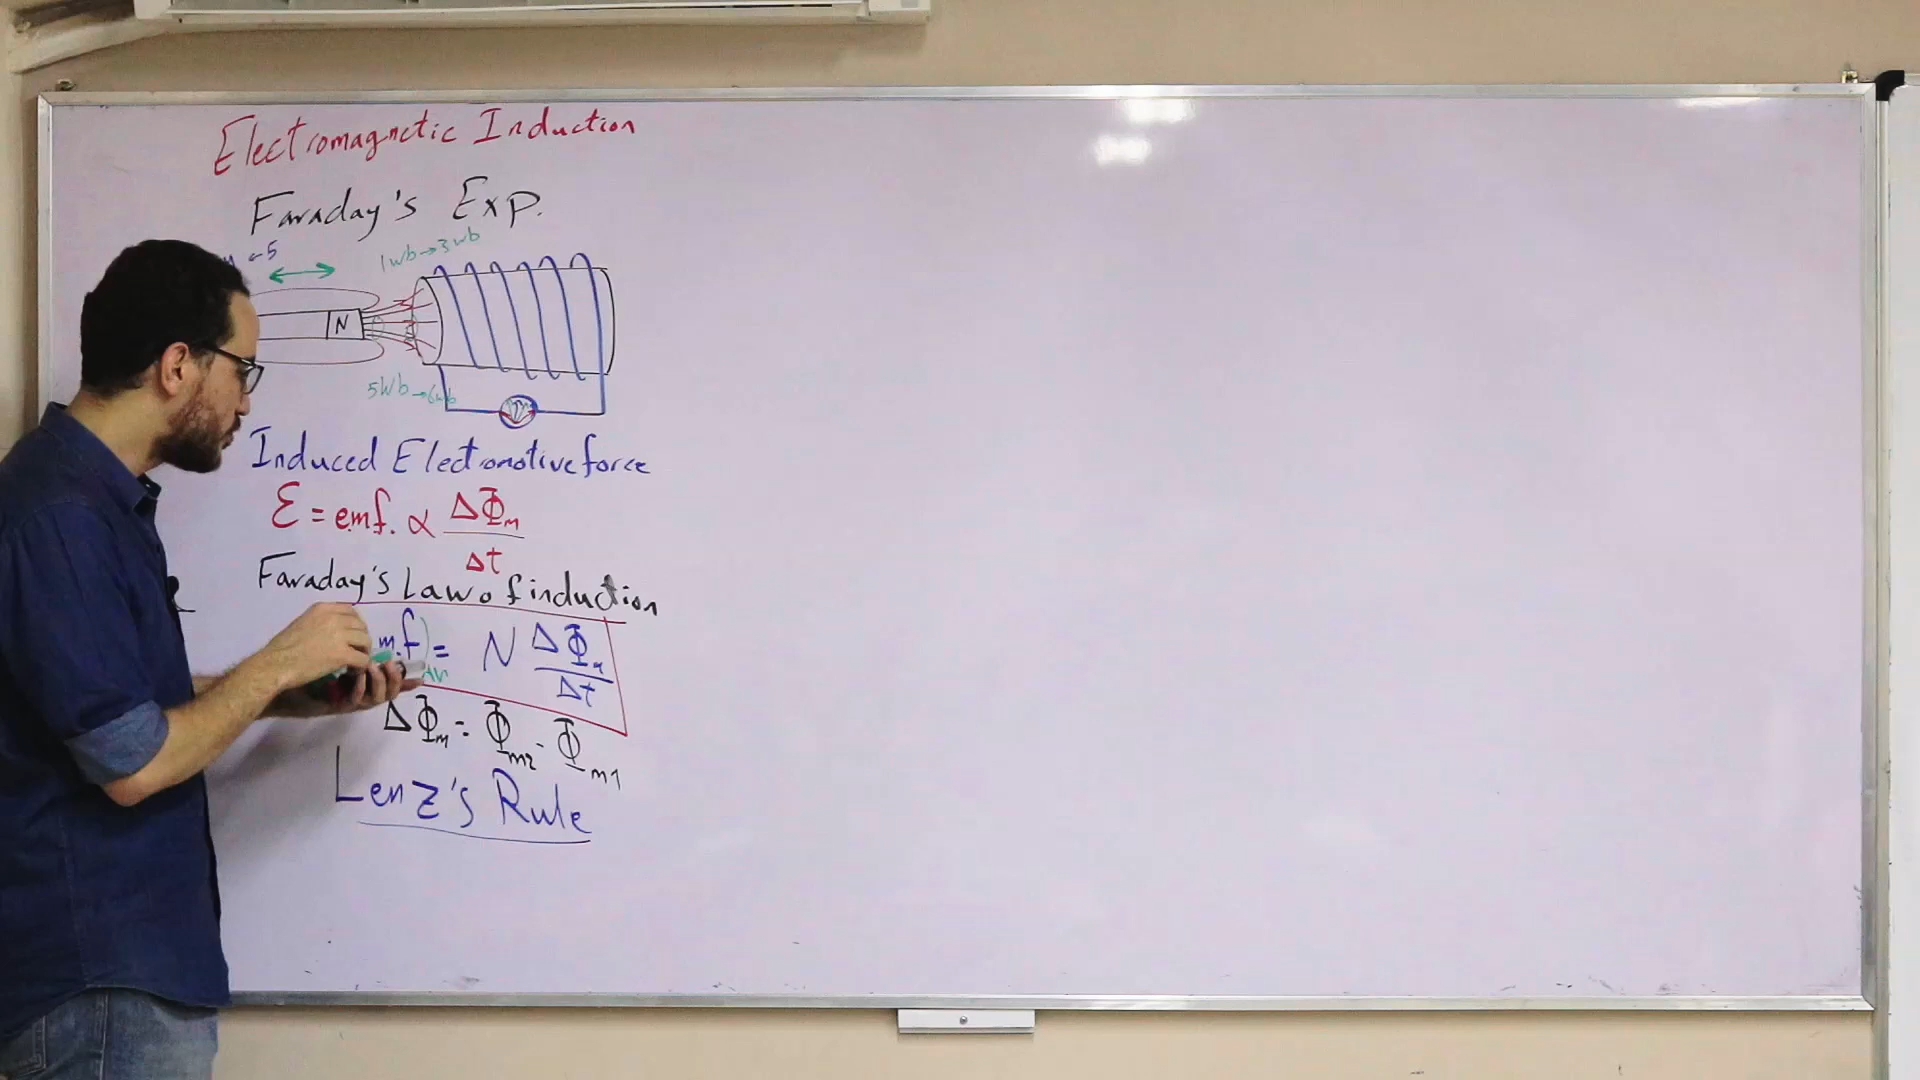 Electromagnetic Induction
Faraday's Exp.
1wb→3wb
N
5Wb→6wb
Induced Electromotive force
Ɛ = e.m.f. ∝ ΔΦm / Δt
Faraday's Law of induction
m.f) = N ΔΦm / Δt
ΔΦm = Φm2 - Φm1
Lenz's Rule